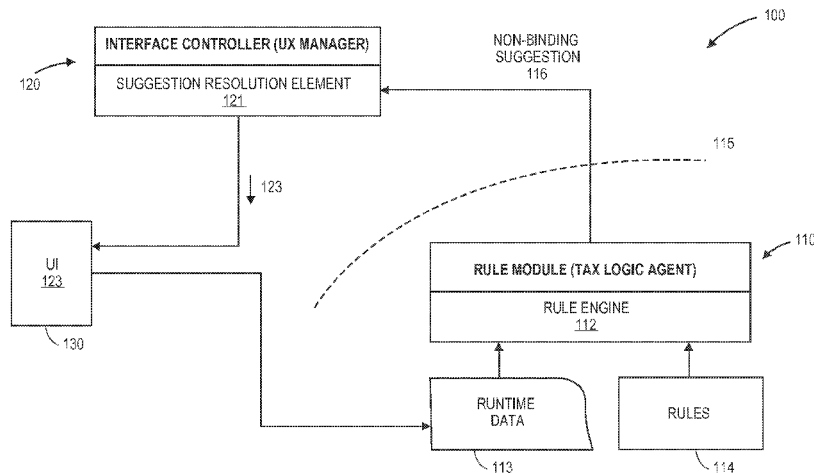 100
INTERFACE CONTROLLER (UX MANAGER)
SUGGESTION RESOLUTION ELEMENT
121
120
NON-BINDING
SUGGESTION
116
115
123
UI
123
130
110
RULE MODULE (TAX LOGIC AGENT)
RULE ENGINE
112
RUNTIME
DATA
113
RULES
114